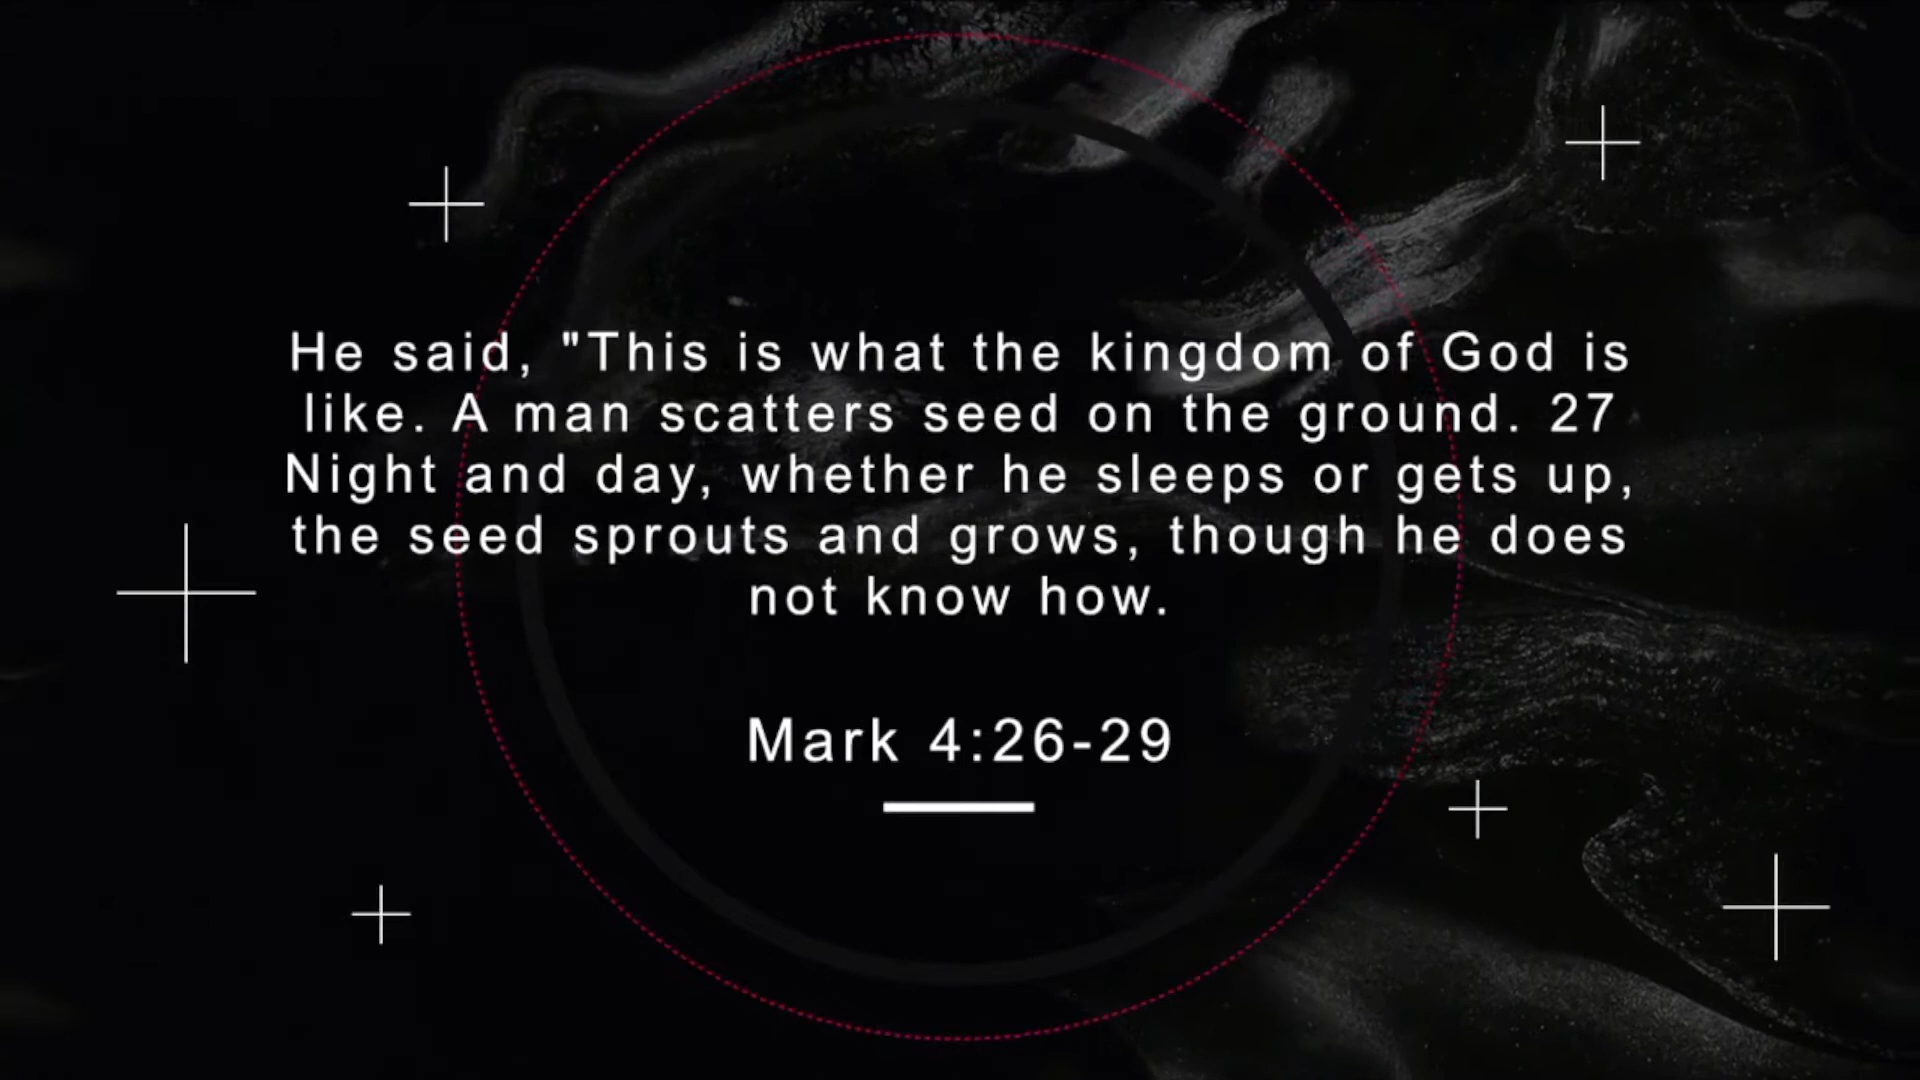 He said, "This is what the kingdom of God is
like. A man scatters seed on the ground. 27
Night and day, whether he sleeps or gets up,
the seed sprouts and grows, though he does
not know how.
Mark 4:26-29